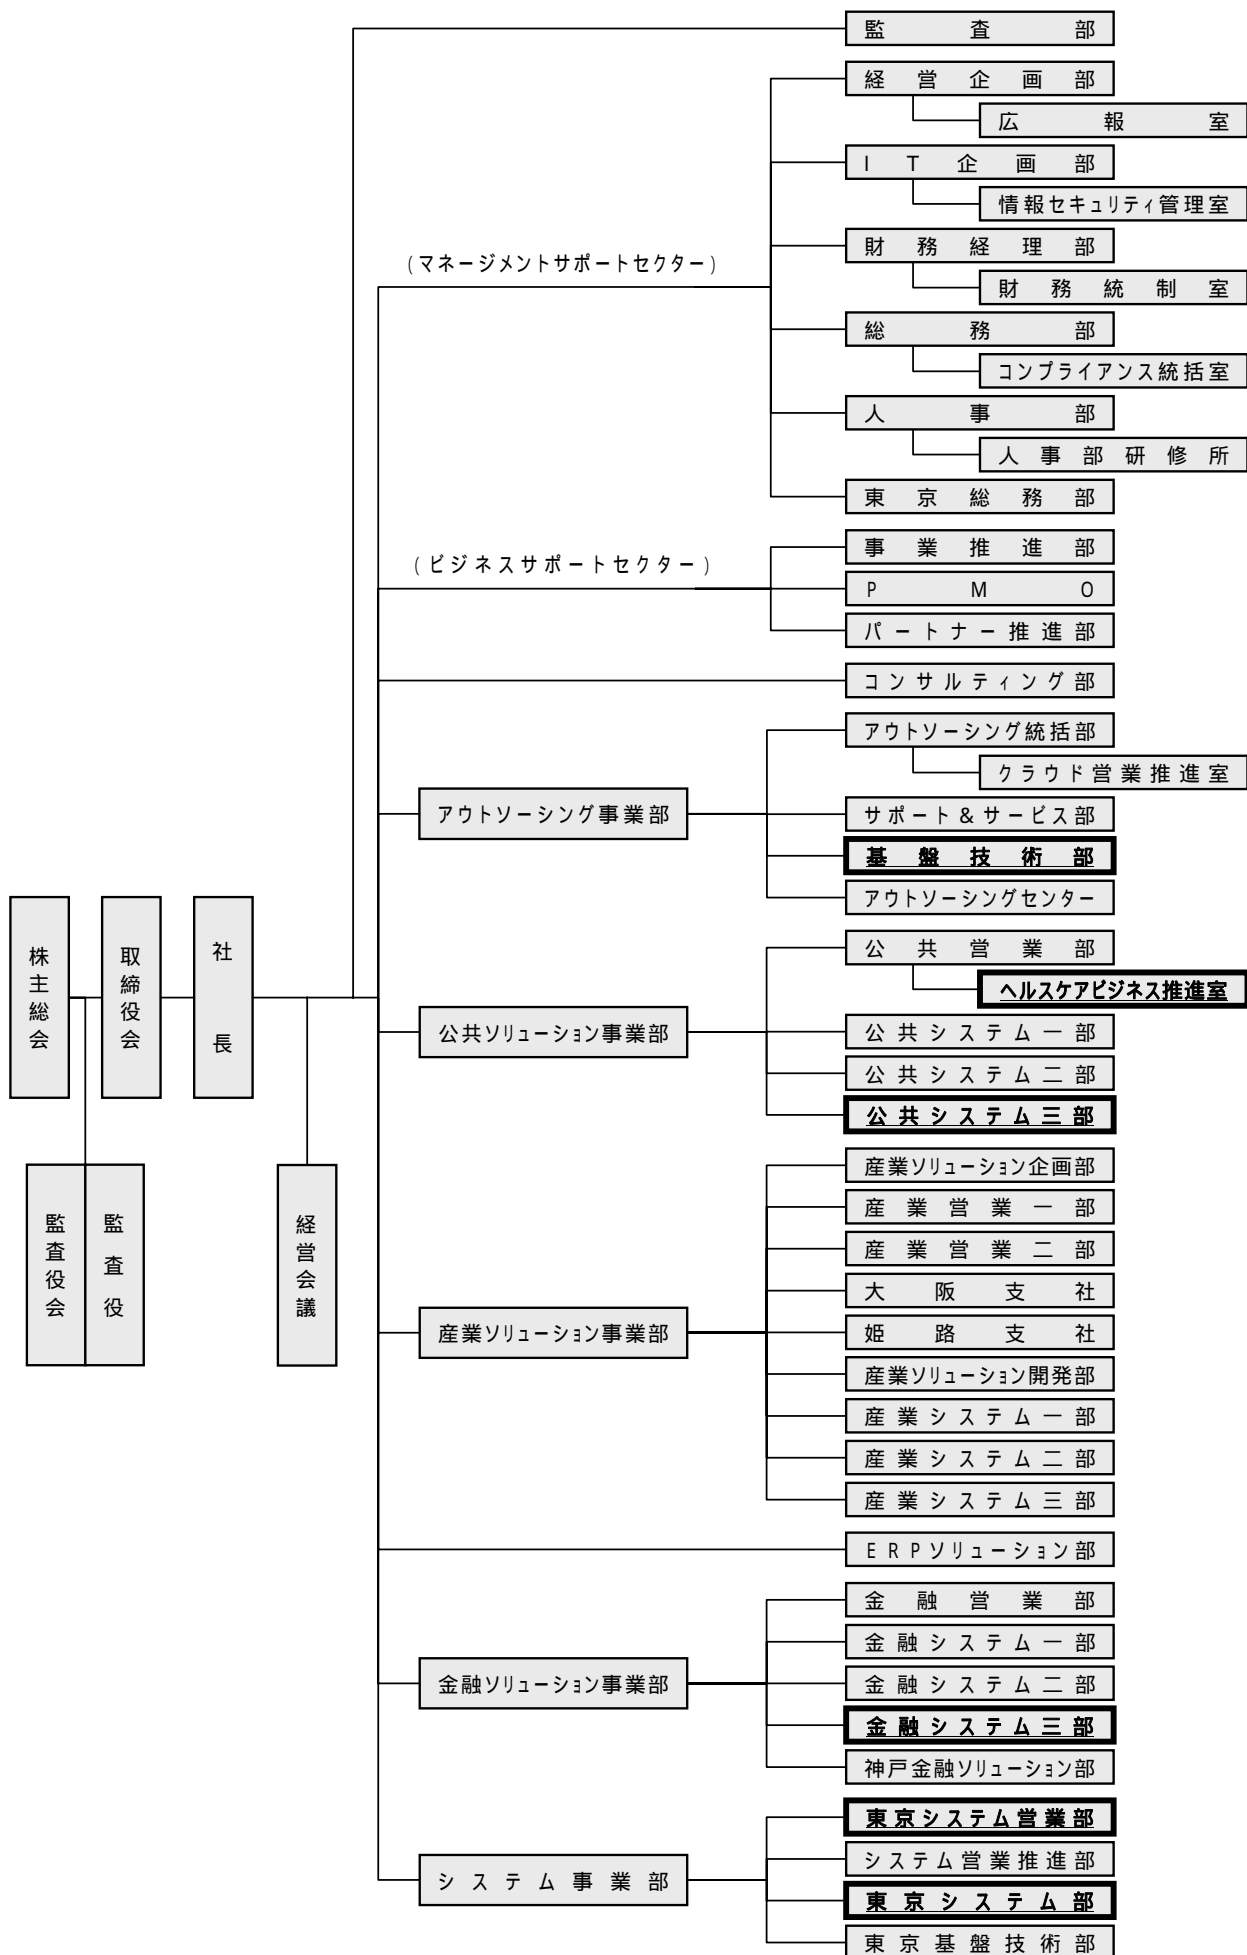 監査部
経営企画部
広報室
IT企画部
情報セキュリティ管理室
(マネージメントサポートセクター)
財務経理部
財務統制室
総務部
コンプライアンス統括室
人事部
人事部研修所
東京総務部
(ビジネスサポートセクター)
事業推進部
PMO
パートナー推進部
コンサルティング部
アウトソーシング事業部
アウトソーシング統括部
クラウド営業推進室
サポート&サービス部
基盤技術部
アウトソーシングセンター
株主総会
取締役会
社長
監査役会
監査役
経営会議
公共ソリューション事業部
公共営業部
ヘルスケアビジネス推進室
公共システム一部
公共システム二部
公共システム三部
産業ソリューション事業部
産業ソリューション企画部
産業営業一部
産業営業二部
大阪支社
姫路支社
産業ソリューション開発部
産業システム一部
産業システム二部
産業システム三部
ERPソリューション部
金融ソリューション事業部
金融営業部
金融システム一部
金融システム二部
金融システム三部
神戸金融ソリューション部
システム事業部
東京システム営業部
システム営業推進部
東京システム部
東京基盤技術部